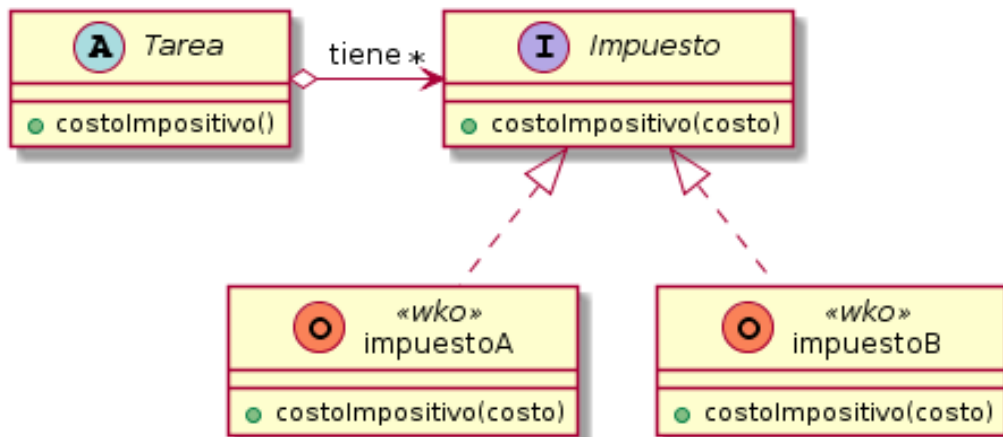 A Tarea
costoImpositivo()
tiene *
I Impuesto
costoImpositivo(costo)
O «wko»
impuestoA
costoImpositivo(costo)
O «wko»
impuestoB
costoImpositivo(costo)